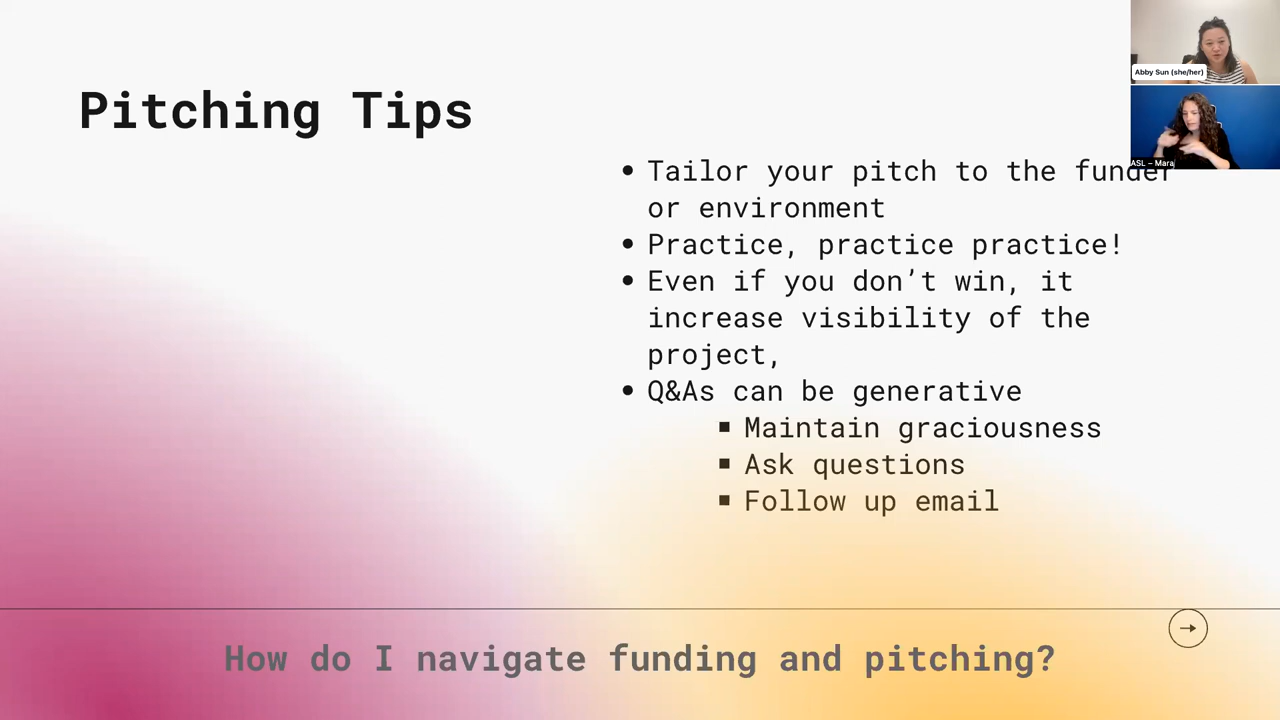 Abby Sun (she/her)
ASL – Mara
Pitching Tips
• Tailor your pitch to the funder
or environment
• Practice, practice practice!
• Even if you don’t win, it
increase visibility of the
project,
• Q&As can be generative
▪ Maintain graciousness
▪ Ask questions
▪ Follow up email
How do I navigate funding and pitching?